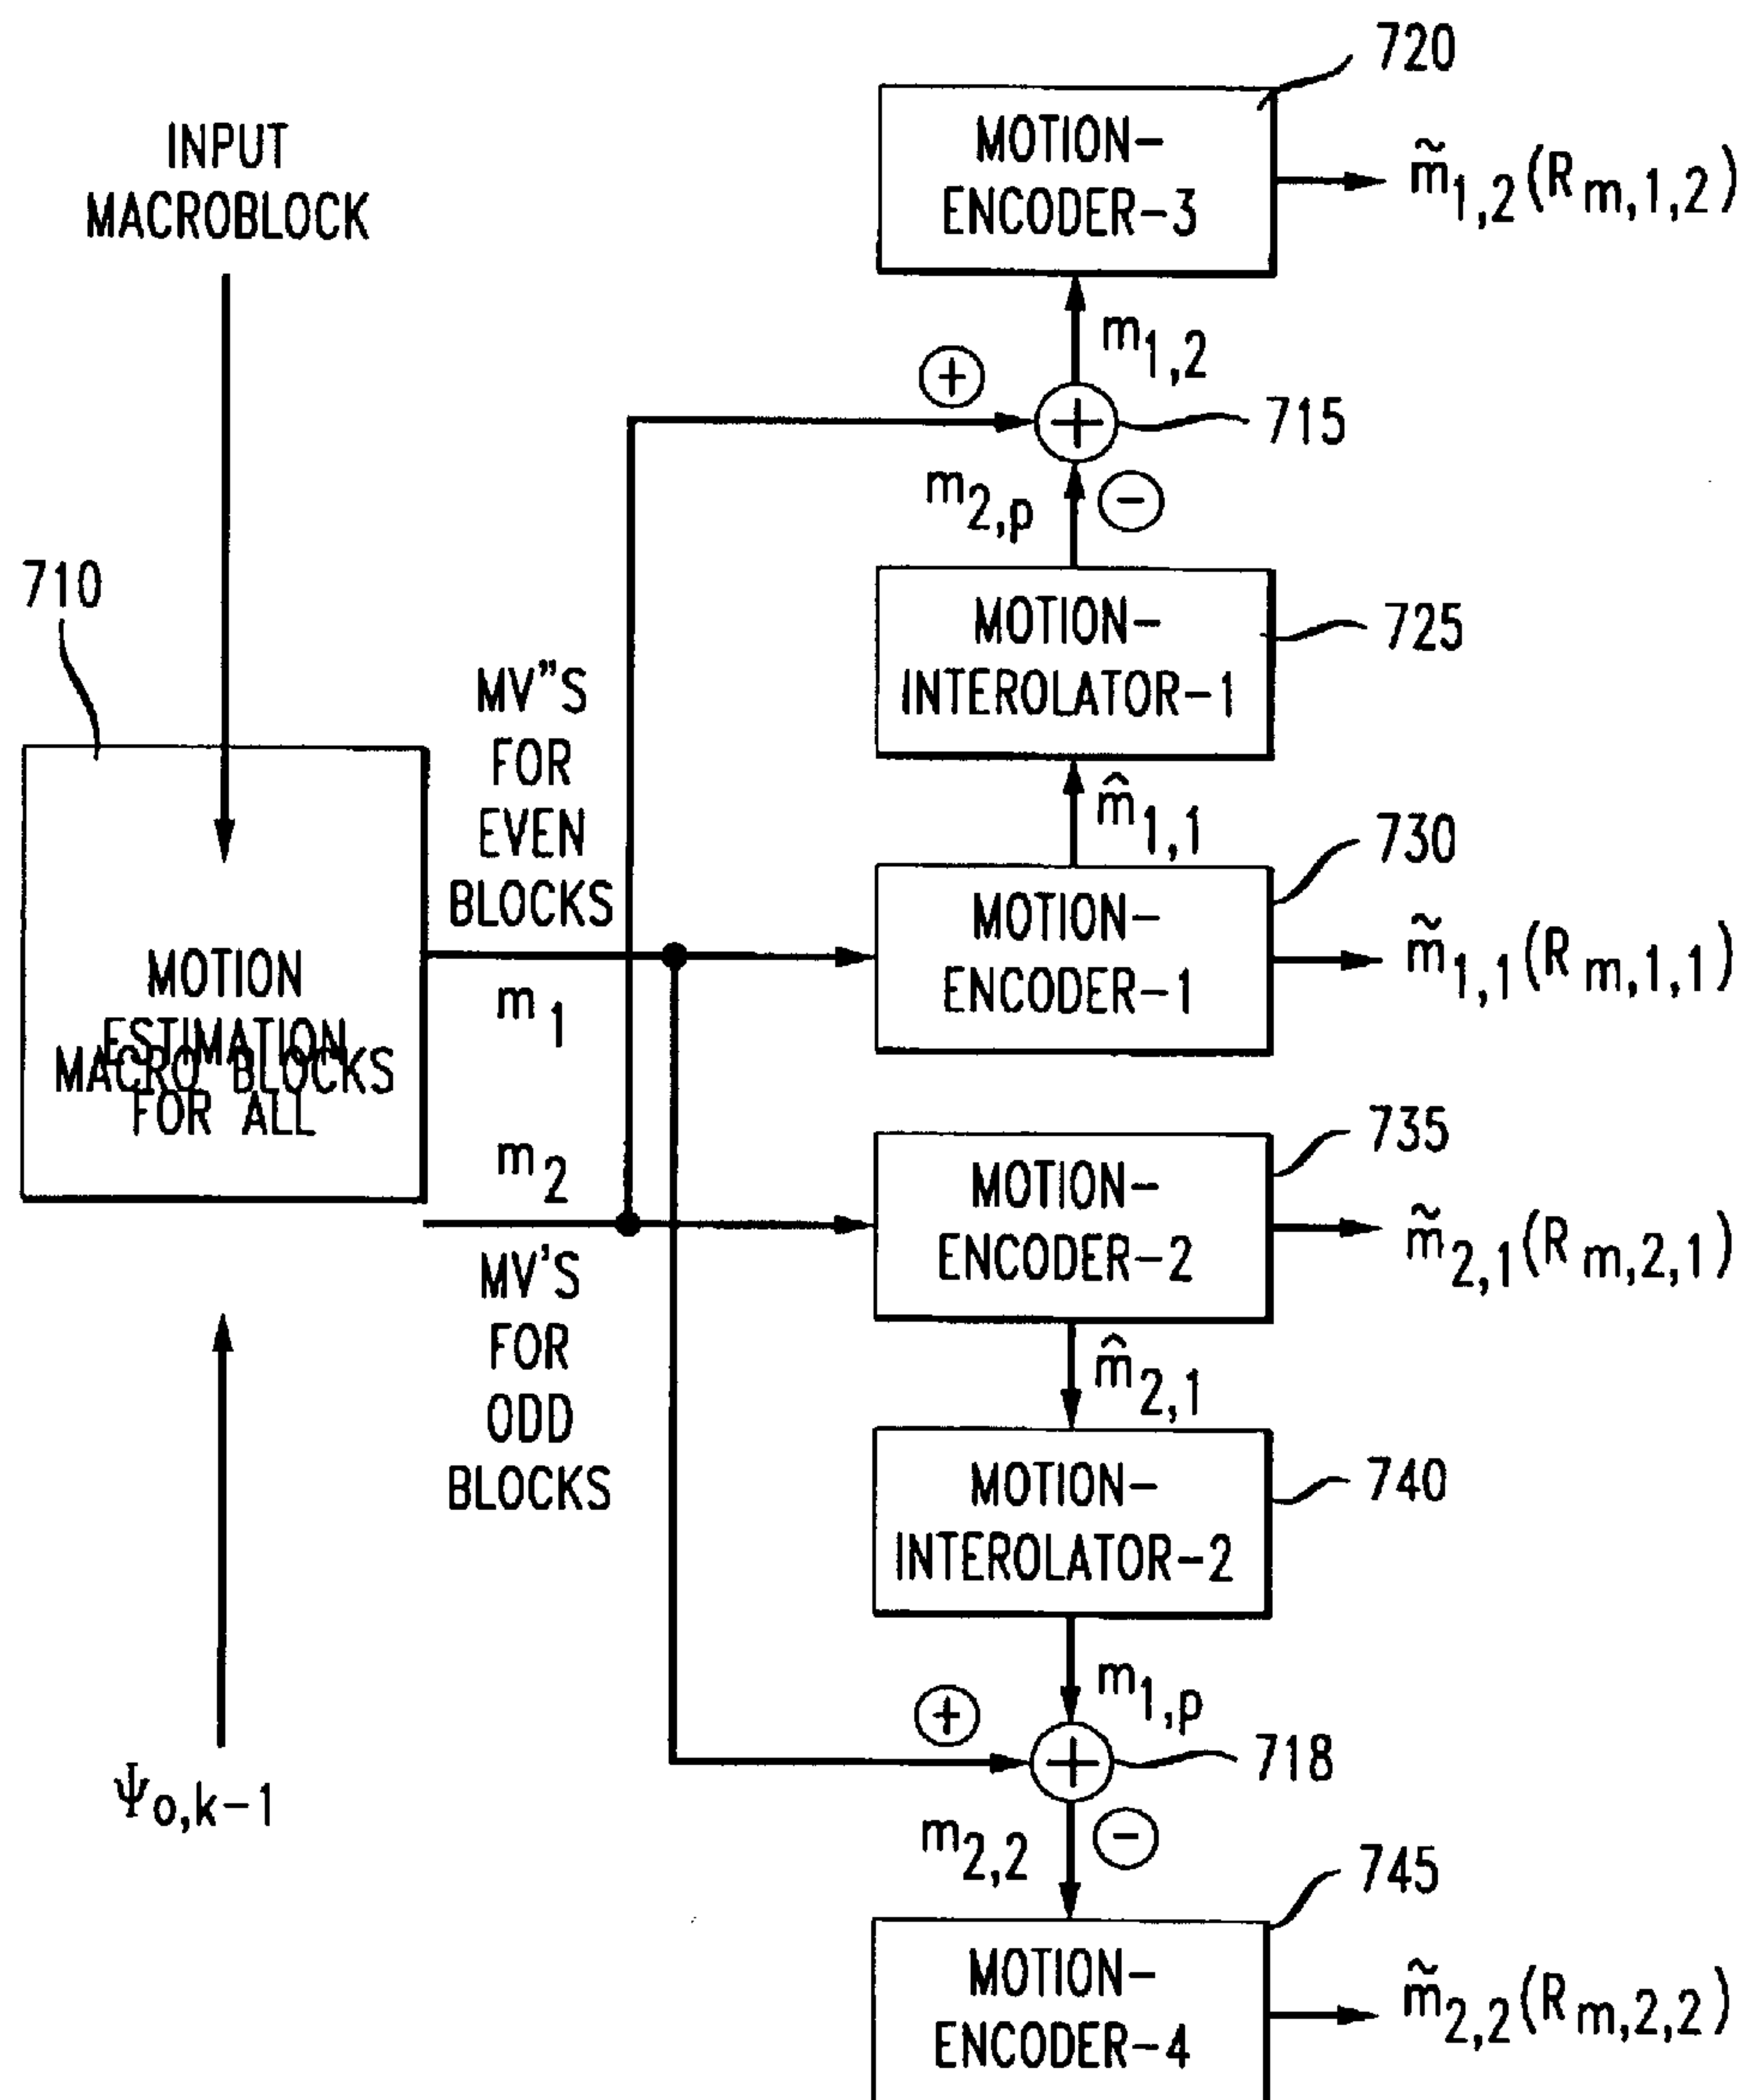 720
INPUT
MACROBLOCK
MOTION-
ENCODER-3
m̃1,2(Rm,1,2)
m1,2
+
+
715
m2,p
-
710
MOTION-
INTEROLATOR-1
725
MV"S
FOR
EVEN
BLOCKS
m̂1,1
730
MOTION-
ENCODER-1
m̃1,1(Rm,1,1)
m1
MOTION
ESTIMATION
MACRO BLOCKS
FOR ALL
m2
735
MOTION-
ENCODER-2
m̃2,1(Rm,2,1)
MV'S
FOR
ODD
BLOCKS
m̂2,1
MOTION-
INTEROLATOR-2
740
m1,p
+
+
718
Ψo,k-1
m2,2
-
745
MOTION-
ENCODER-4
m̃2,2(Rm,2,2)